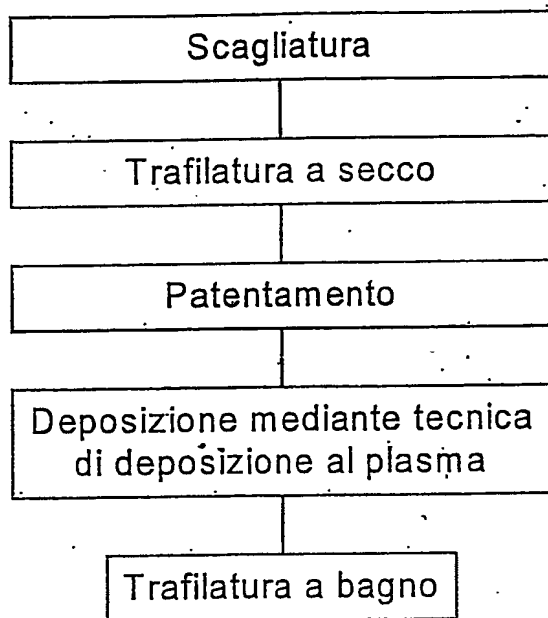 Scagliatura
Trafilatura a secco
Patentamento
Deposizione mediante tecnica
di deposizione al plasma
Trafilatura a bagno